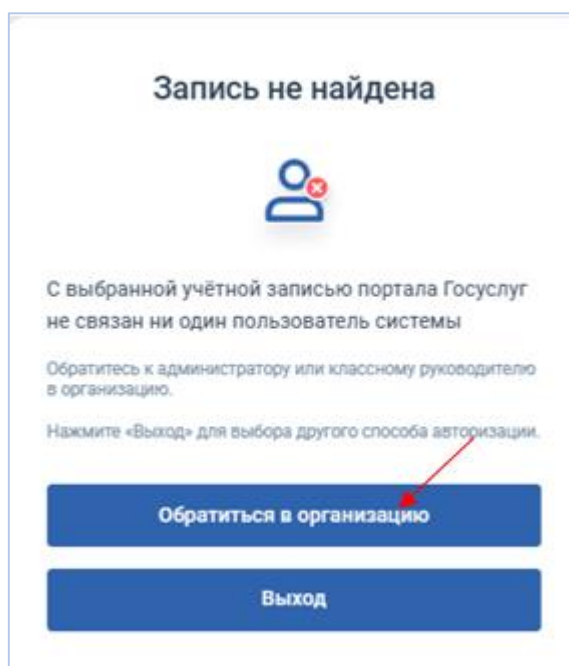 Запись не найдена
С выбранной учётной записью портала Госуслуг
не связан ни один пользователь системы
Обратитесь к администратору или классному руководителю
в организацию.
Нажмите «Выход» для выбора другого способа авторизации.
Обратиться в организацию
Выход